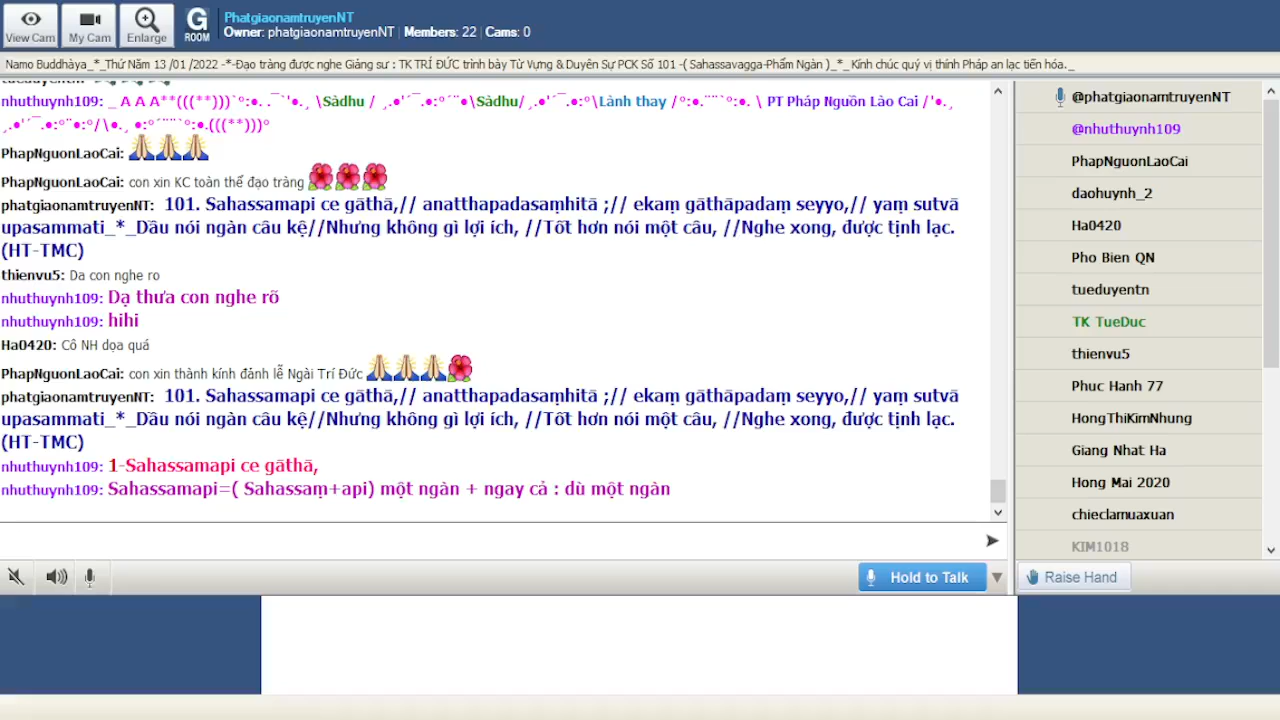 View Cam
My Cam
Enlarge
G
ROOM
PhatgiaonamtruyenNT
Owner: phatgiaonamtruyenNT | Members: 22 | Cams: 0
Namo Buddhàya_*_Thứ Năm 13 /01 /2022 -*-Đạo tràng được nghe Giảng sư : TK TRÍ ĐỨC trình bày Từ Vựng & Duyên Sự PCK Số 101 -( Sahassavagga-Phẩm Ngàn )_*_ Kính chúc quý vị thính Pháp an lạc tiến hóa._
nhuthuynh109: _ A A A**(((**)))`°:•. .¯`'•.¸ \Sàdhu / ¸.•'´¯.•:°´¨•\Sàdhu/¸.•'´¯.•:°\Lành thay /°:•.¨¨`°:•. \ PT Pháp Nguồn Lào Cai /'•.¸
¸.•'´¯.•:°¨•:°/\•.¸ •:°´¨¨`°:•.(((**)))°
PhapNguonLaoCai:
PhapNguonLaoCai: con xin KC toàn thể đạo tràng
phatgiaonamtruyenNT: 101. Sahassamapi ce gāthā,// anatthapadasaṃhitā ;// ekaṃ gāthāpadaṃ seyyo,// yaṃ sutvā
upasammati_*_Dầu nói ngàn câu kệ//Nhưng không gì lợi ích, //Tốt hơn nói một câu, //Nghe xong, được tịnh lạc.
(HT-TMC)
thienvu5: Da con nghe ro
nhuthuynh109: Dạ thưa con nghe rõ
nhuthuynh109: hihi
Ha0420: Cô NH dọa quá
PhapNguonLaoCai: con xin thành kính đảnh lễ Ngài Trí Đức
phatgiaonamtruyenNT: 101. Sahassamapi ce gāthā,// anatthapadasaṃhitā ;// ekaṃ gāthāpadaṃ seyyo,// yaṃ sutvā
upasammati_*_Dầu nói ngàn câu kệ//Nhưng không gì lợi ích, //Tốt hơn nói một câu, //Nghe xong, được tịnh lạc.
(HT-TMC)
nhuthuynh109: 1-Sahassamapi ce gāthā,
nhuthuynh109: Sahassamapi=( Sahassaṃ+api) một ngàn + ngay cả : dù một ngàn
@phatgiaonamtruyenNT
@nhuthuynh109
PhapNguonLaoCai
daohuynh_2
Ha0420
Pho Bien QN
tueduyentn
TK TueDuc
thienvu5
Phuc Hanh 77
HongThiKimNhung
Giang Nhat Ha
Hong Mai 2020
chieclamuaxuan
KIM1018
Hold to Talk
Raise Hand